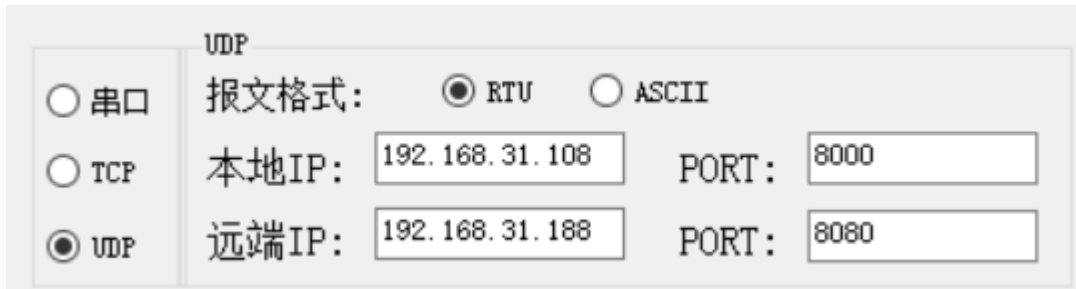 UDP
串口
报文格式: RTU ASCII
TCP
本地IP: 192.168.31.108 PORT: 8000
UDP
远端IP: 192.168.31.188 PORT: 8080